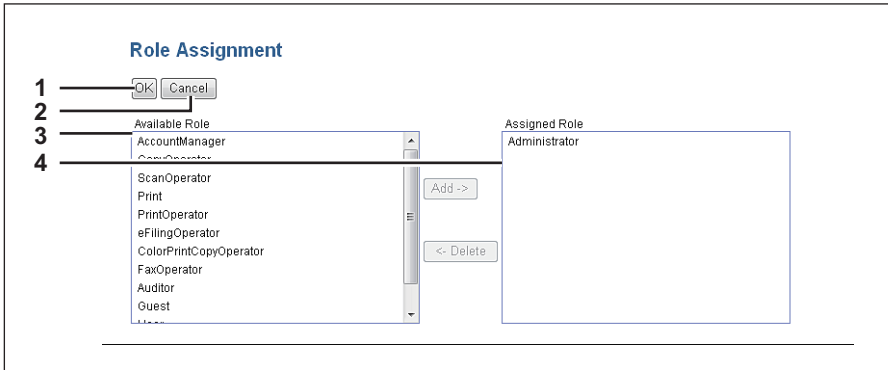 Role Assignment
1
OK Cancel
2
Available Role Assigned Role
3
AccountManager Administrator
4
ScanOperator
Add ->
Print
PrintOperator
eFilingOperator
<- Delete
ColorPrintCopyOperator
FaxOperator
Auditor
Guest